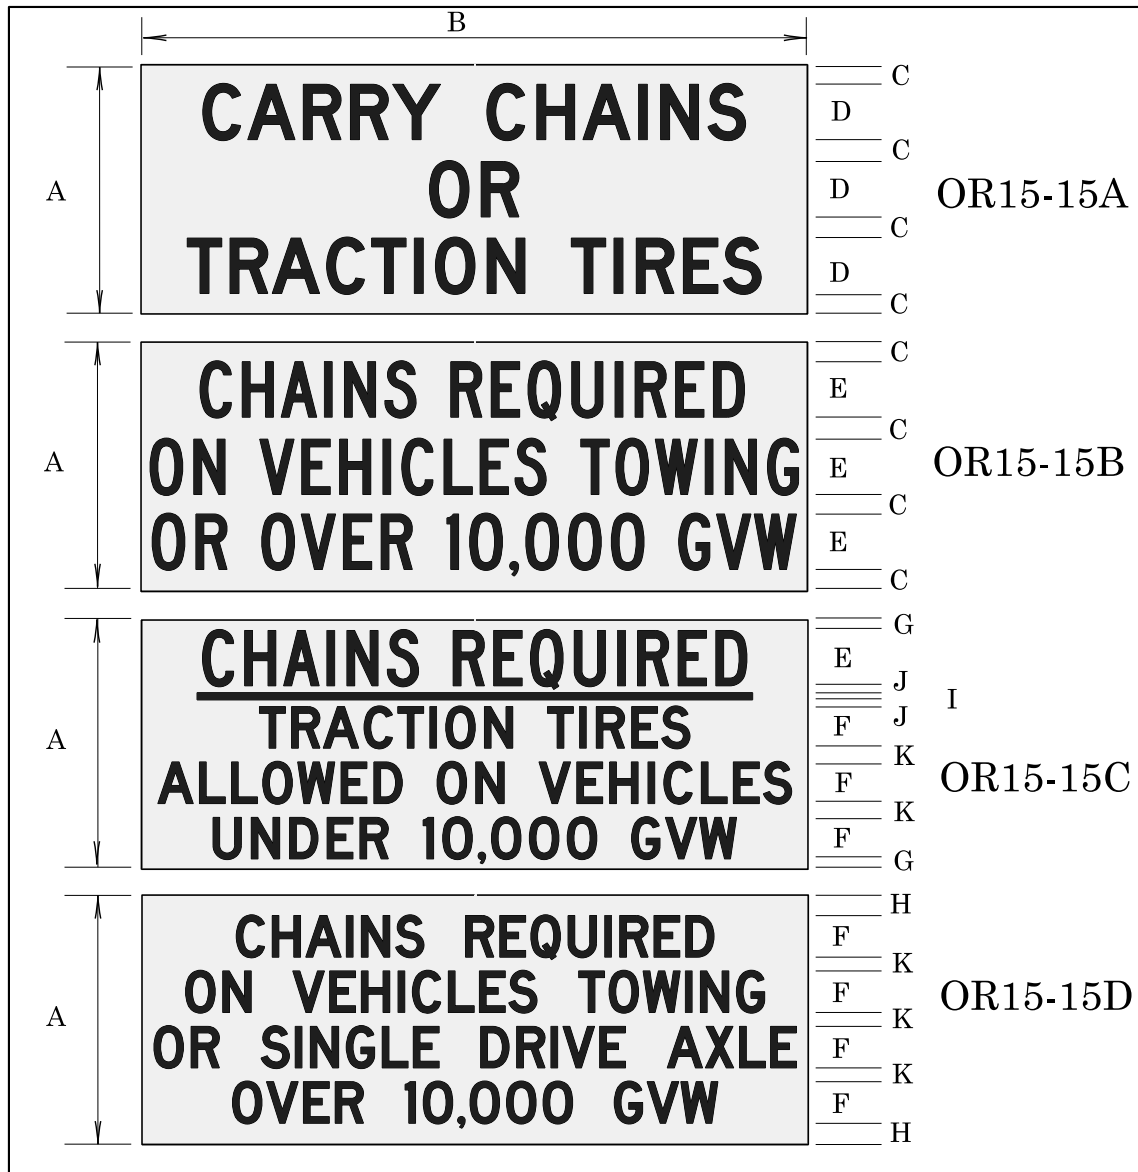 B
A
CARRY CHAINS
OR
TRACTION TIRES
C
D
C
D
C
D
C
OR15-15A
A
CHAINS REQUIRED
ON VEHICLES TOWING
OR OVER 10,000 GVW
C
E
C
E
C
E
C
OR15-15B
A
CHAINS REQUIRED
TRACTION TIRES
ALLOWED ON VEHICLES
UNDER 10,000 GVW
G
E
J
I
J
F
K
F
K
F
G
OR15-15C
A
CHAINS REQUIRED
ON VEHICLES TOWING
OR SINGLE DRIVE AXLE
OVER 10,000 GVW
H
F
K
F
K
F
K
F
H
OR15-15D